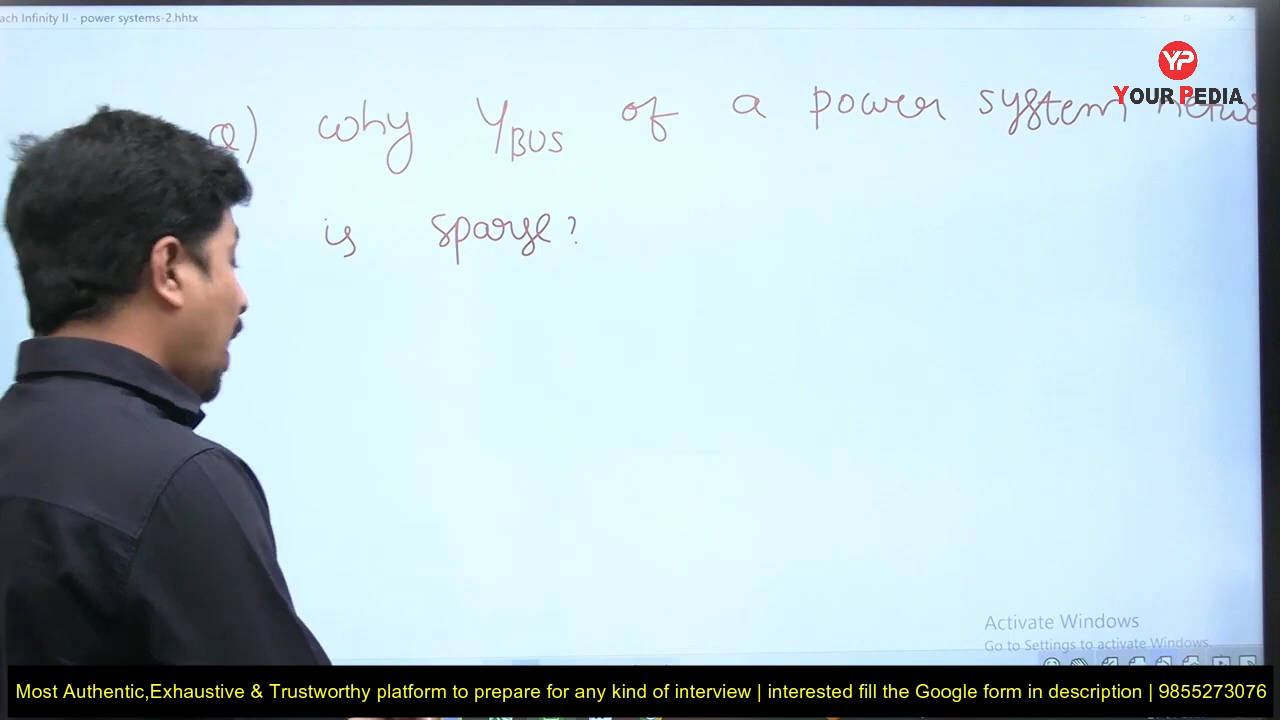 ach Infinity II - power systems-2.hhtx
YP
YOUR PEDIA
Q) why YBUS of a power system
is sparse?
Activate Windows
Go to Settings to activate Windows.
Most Authentic,Exhaustive & Trustworthy platform to prepare for any kind of interview | interested fill the Google form in description | 9855273076